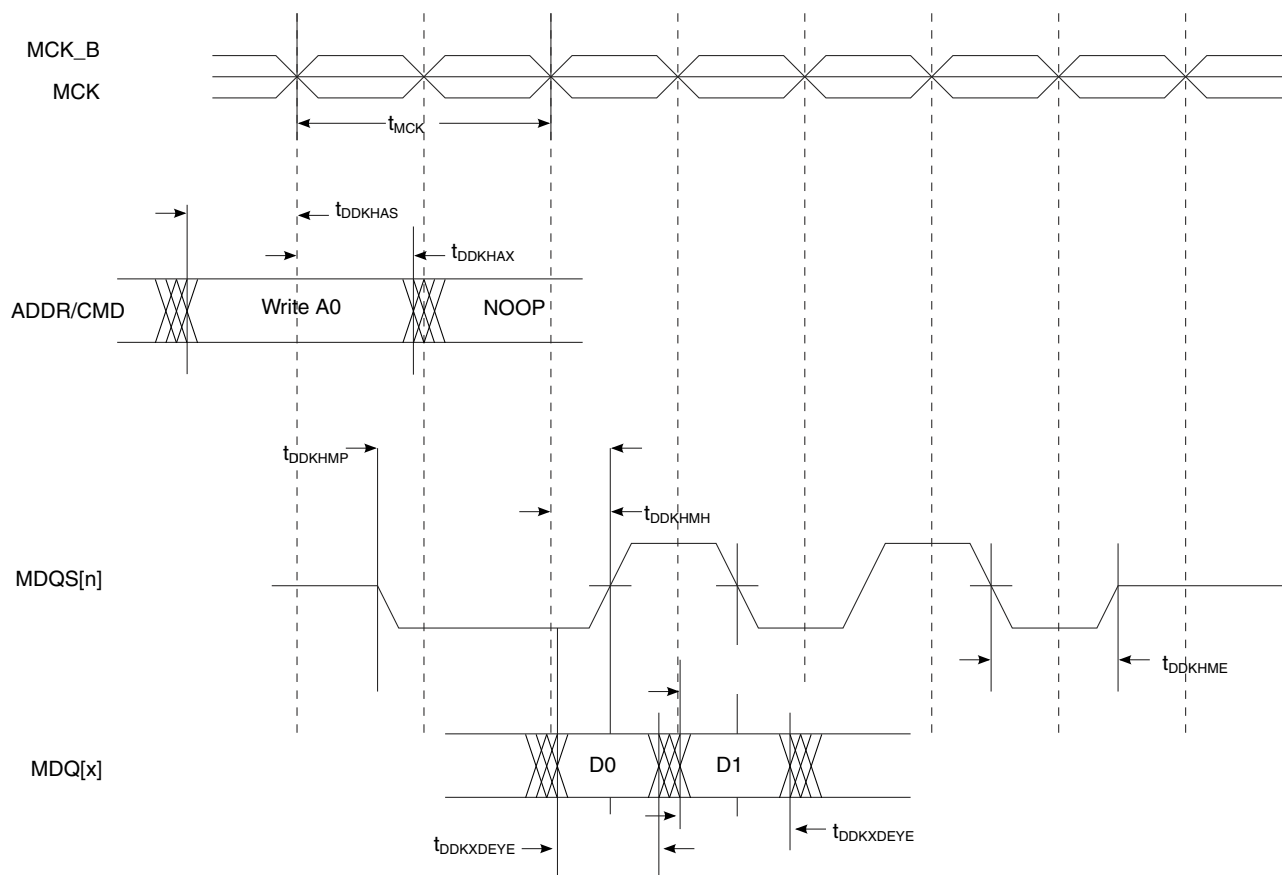 MCK_B
MCK
tMCK
tDDKHAS
tDDKHAX
ADDR/CMD
Write A0
NOOP
tDDKHMP
tDDKHMH
MDQS[n]
tDDKHME
MDQ[x]
D0
D1
tDDKXDEYE
tDDKXDEYE